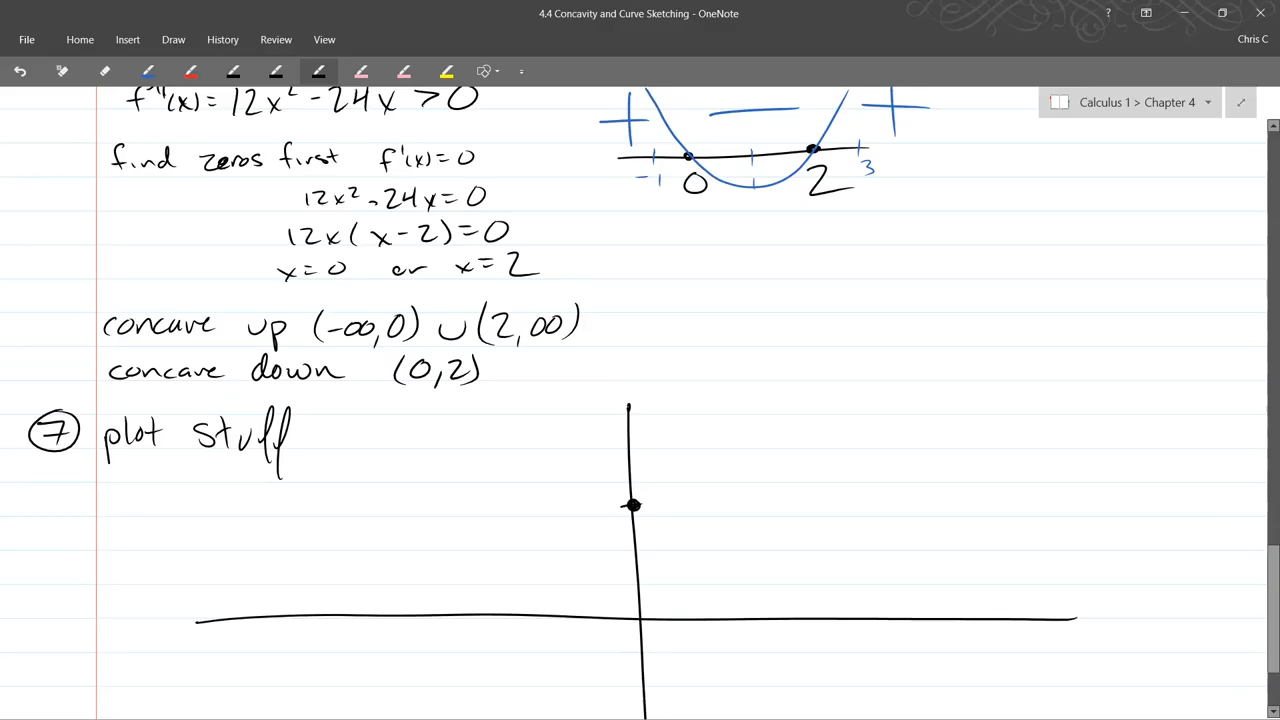 4.4 Concavity and Curve Sketching - OneNote
File Home Insert Draw History Review View
Chris C
Calculus 1 > Chapter 4
f''(x) = 12x² - 24x > 0
find zeros first f'(x) = 0
12x² - 24x = 0
12x(x - 2) = 0
x = 0 or x = 2
+ — +
-1 0 2 3
concave up (-∞, 0) ∪ (2, ∞)
concave down (0, 2)
⑦ plot stuff